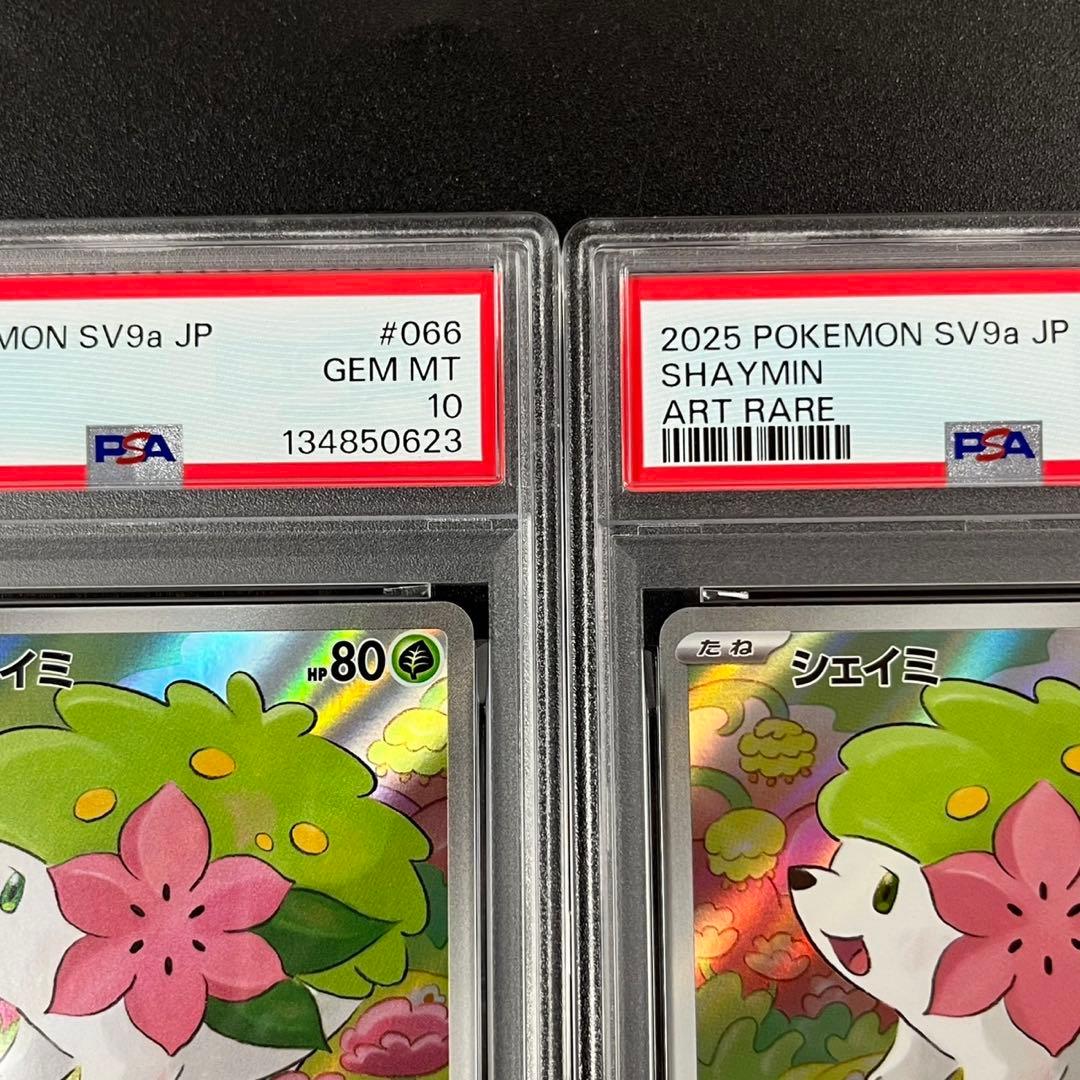 MON SV9a JP
#066
GEM MT
10
134850623
PSA
2025 POKEMON SV9a JP
SHAYMIN
ART RARE
PSA
イミ
HP80
たね
シェイミ